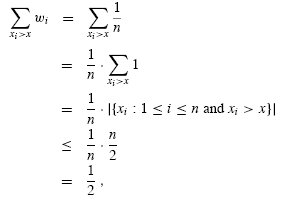 ∑_{x_i>x} w_i = ∑_{x_i>x} 1/n
= 1/n · ∑_{x_i>x} 1
= 1/n · |{x_i : 1 ≤ i ≤ n and x_i > x}|
≤ 1/n · n/2
= 1/2 ,